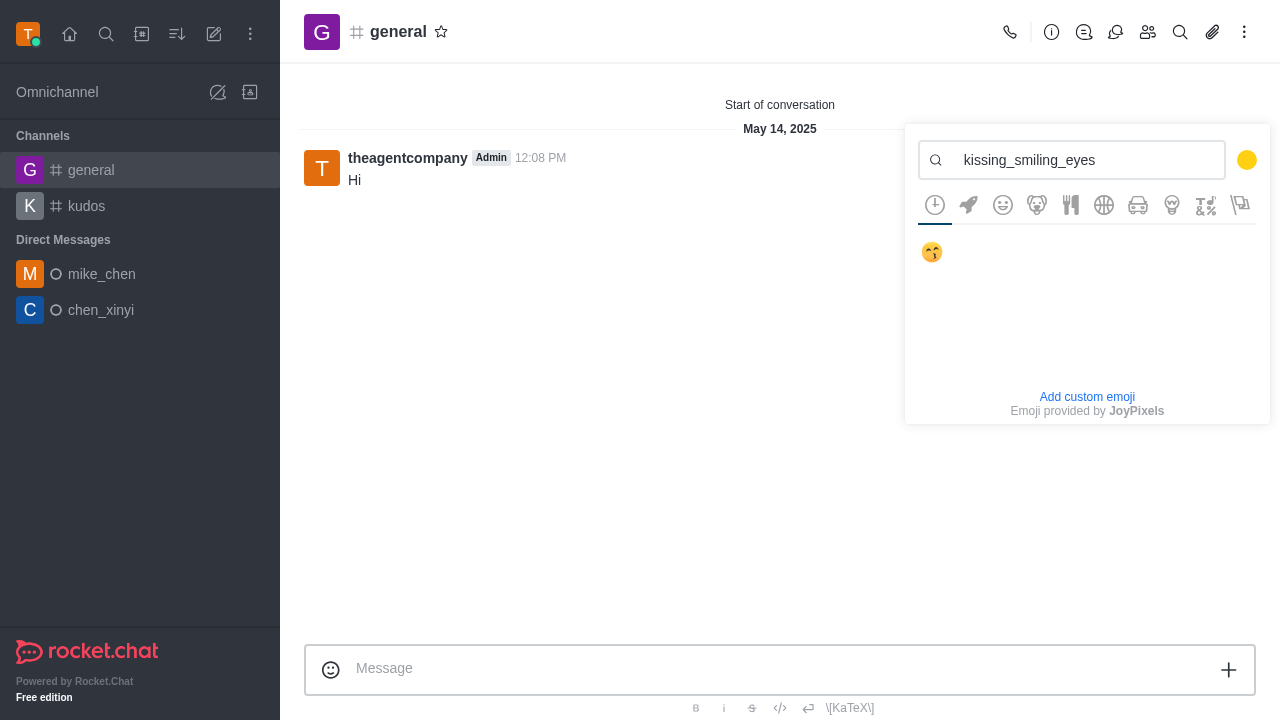 T
Omnichannel
Channels
G general
K kudos
Direct Messages
M mike_chen
C chen_xinyi
rocket.chat
Powered by Rocket.Chat
Free edition
G general
Start of conversation
May 14, 2025
T theagentcompany Admin 12:08 PM
Hi
kissing_smiling_eyes
Add custom emoji
Emoji provided by JoyPixels
Message
B i S \[KaTeX\]